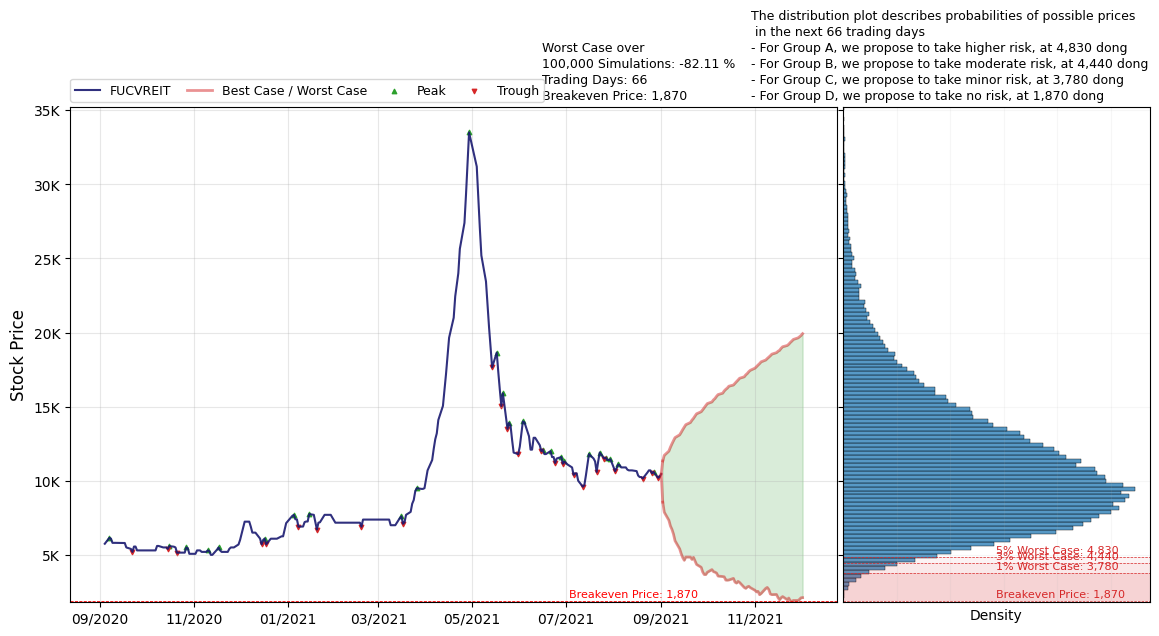 The distribution plot describes probabilities of possible prices
in the next 66 trading days
- For Group A, we propose to take higher risk, at 4,830 dong
- For Group B, we propose to take moderate risk, at 4,440 dong
- For Group C, we propose to take minor risk, at 3,780 dong
- For Group D, we propose to take no risk, at 1,870 dong
Worst Case over
100,000 Simulations: -82.11 %
Trading Days: 66
Breakeven Price: 1,870
FUCVREIT
Best Case / Worst Case
Peak
Trough
Stock Price
35K
30K
25K
20K
15K
10K
5K
09/2020
11/2020
01/2021
03/2021
05/2021
07/2021
09/2021
11/2021
Breakeven Price: 1,870
5% Worst Case: 4,830
3% Worst Case: 4,440
1% Worst Case: 3,780
Breakeven Price: 1,870
Density